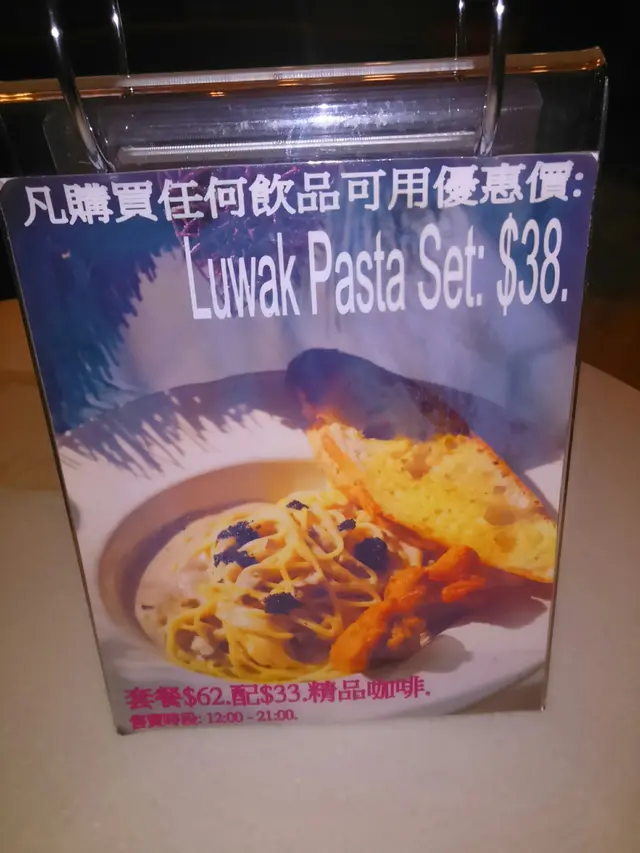 凡購買任何飲品可用優惠價:
Luwak Pasta Set: $38.
套餐$62.配$33.精品咖啡.
售賣時段: 12:00 - 21:00.